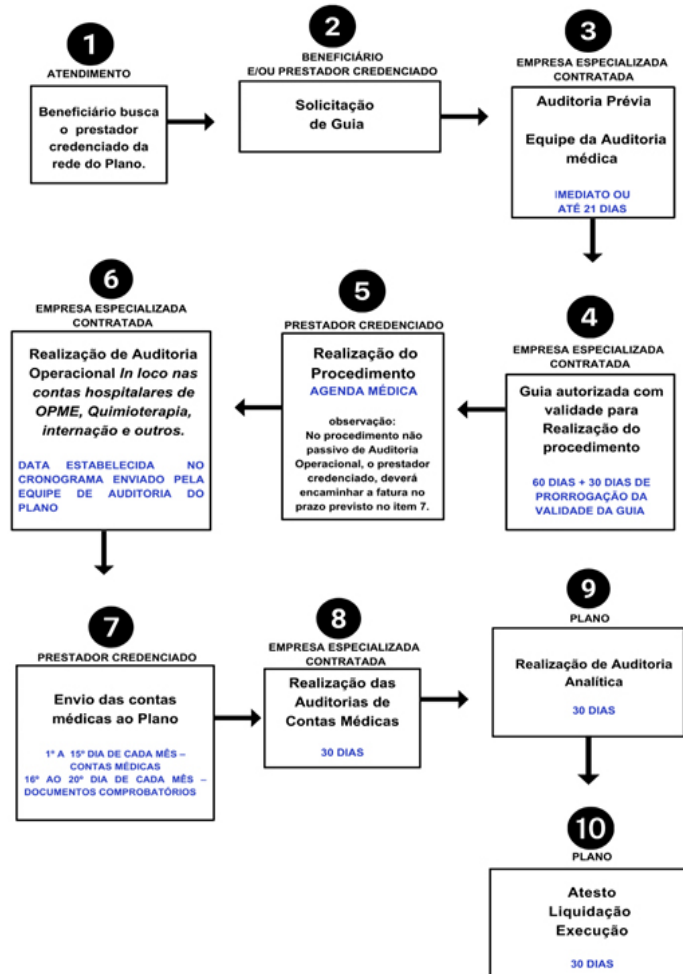 1
ATENDIMENTO
Beneficiário busca
o prestador
credenciado da
rede do Plano.
2
BENEFICIÁRIO
E/OU PRESTADOR CREDENCIADO
Solicitação
de Guia
3
EMPRESA ESPECIALIZADA
CONTRATADA
Auditoria Prévia
Equipe da Auditoria
médica
IMEDIATO OU
ATÉ 21 DIAS
4
EMPRESA ESPECIALIZADA
CONTRATADA
Guia autorizada com
validade para
Realização do
procedimento
60 DIAS + 30 DIAS DE
PRORROGAÇÃO DA
VALIDADE DA GUIA
5
PRESTADOR CREDENCIADO
Realização do
Procedimento
AGENDA MÉDICA
observação:
No procedimento não
passivo de Auditoria
Operacional, o prestador
credenciado, deverá
encaminhar a fatura no
prazo previsto no item 7.
6
EMPRESA ESPECIALIZADA
CONTRATADA
Realização de Auditoria
Operacional In loco nas
contas hospitalares de
OPME, Quimioterapia,
internação e outros.
DATA ESTABELECIDA NO
CRONOGRAMA ENVIADO PELA
EQUIPE DE AUDITORIA DO
PLANO
7
PRESTADOR CREDENCIADO
Envio das contas
médicas ao Plano
1º A 15º DIA DE CADA MÊS –
CONTAS MÉDICAS
16º AO 20º DIA DE CADA MÊS –
DOCUMENTOS COMPROBATÓRIOS
8
EMPRESA ESPECIALIZADA
CONTRATADA
Realização das
Auditorias de
Contas Médicas
30 DIAS
9
PLANO
Realização de Auditoria
Analítica
30 DIAS
10
PLANO
Atesto
Liquidação
Execução
30 DIAS